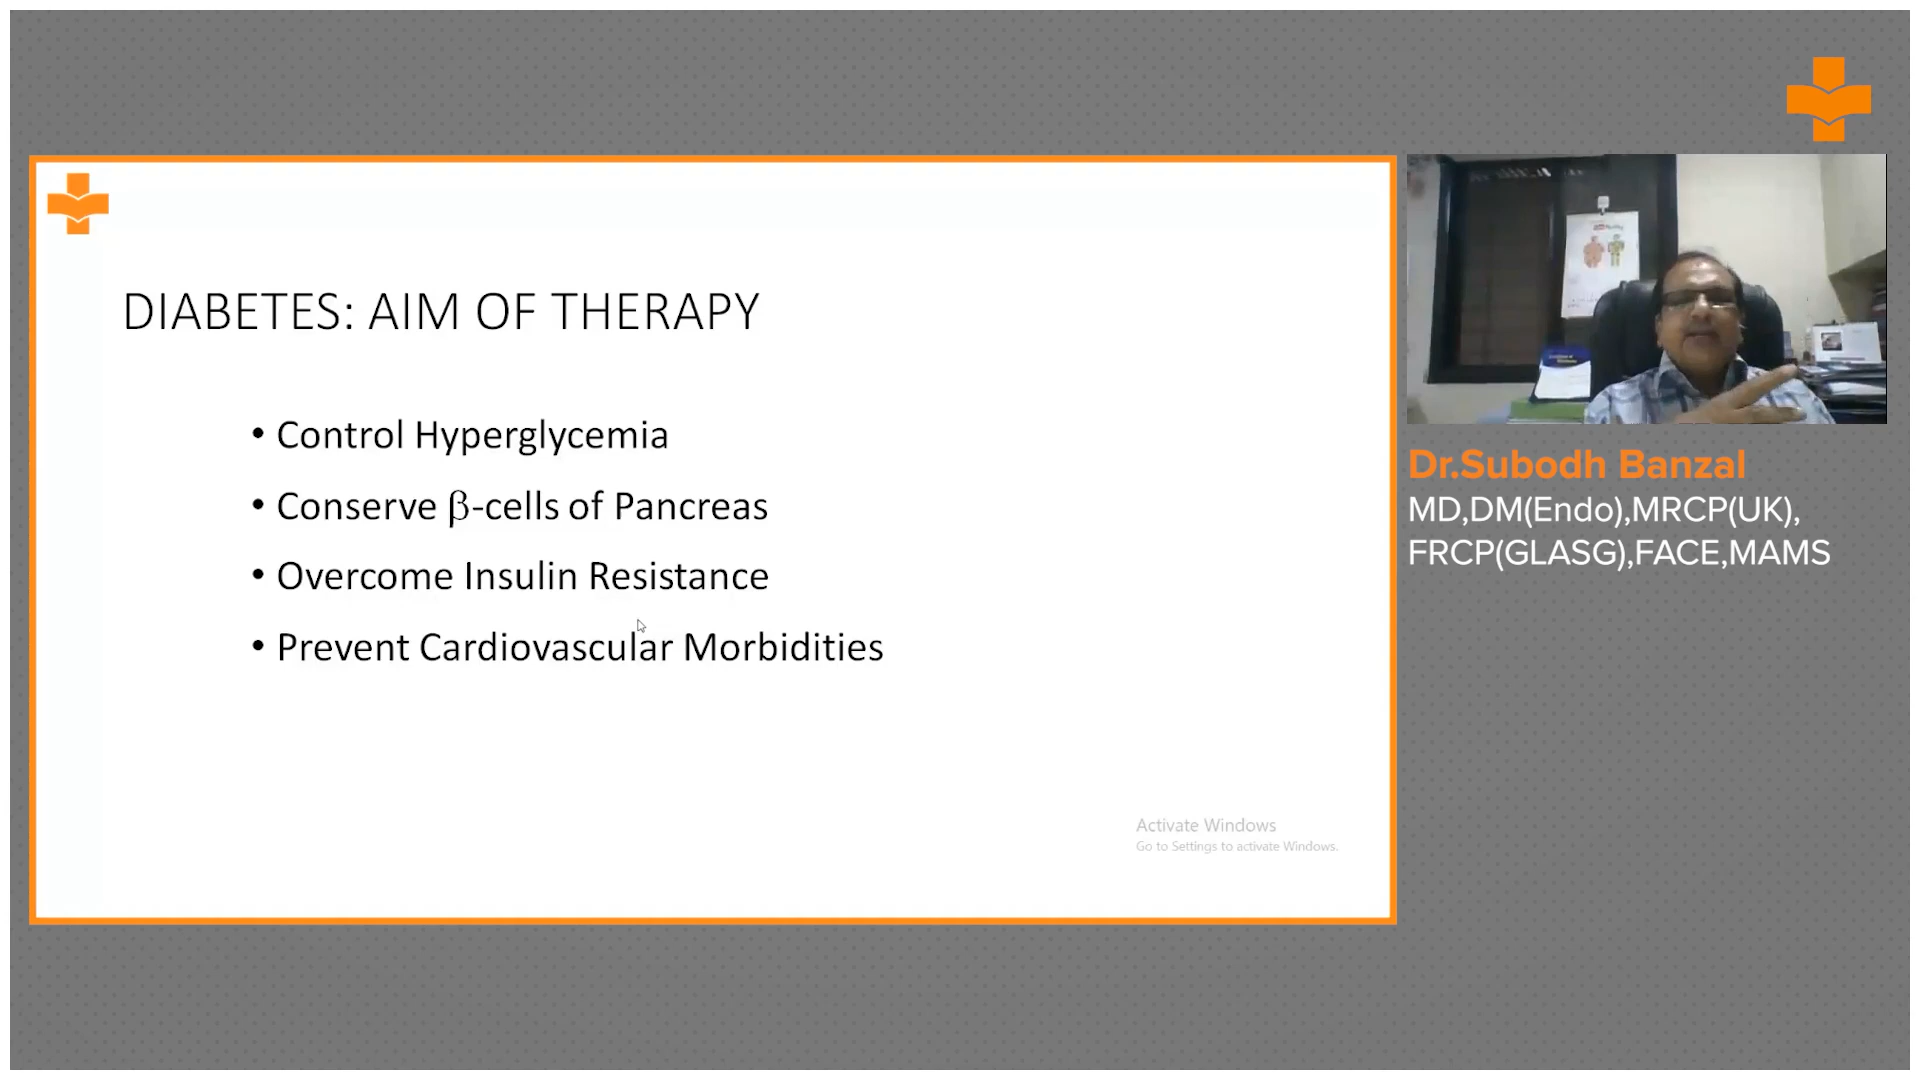 DIABETES: AIM OF THERAPY
• Control Hyperglycemia
• Conserve β-cells of Pancreas
• Overcome Insulin Resistance
• Prevent Cardiovascular Morbidities
Activate Windows
Go to Settings to activate Windows.
Dr.Subodh Banzal
MD,DM(Endo),MRCP(UK),
FRCP(GLASG),FACE,MAMS